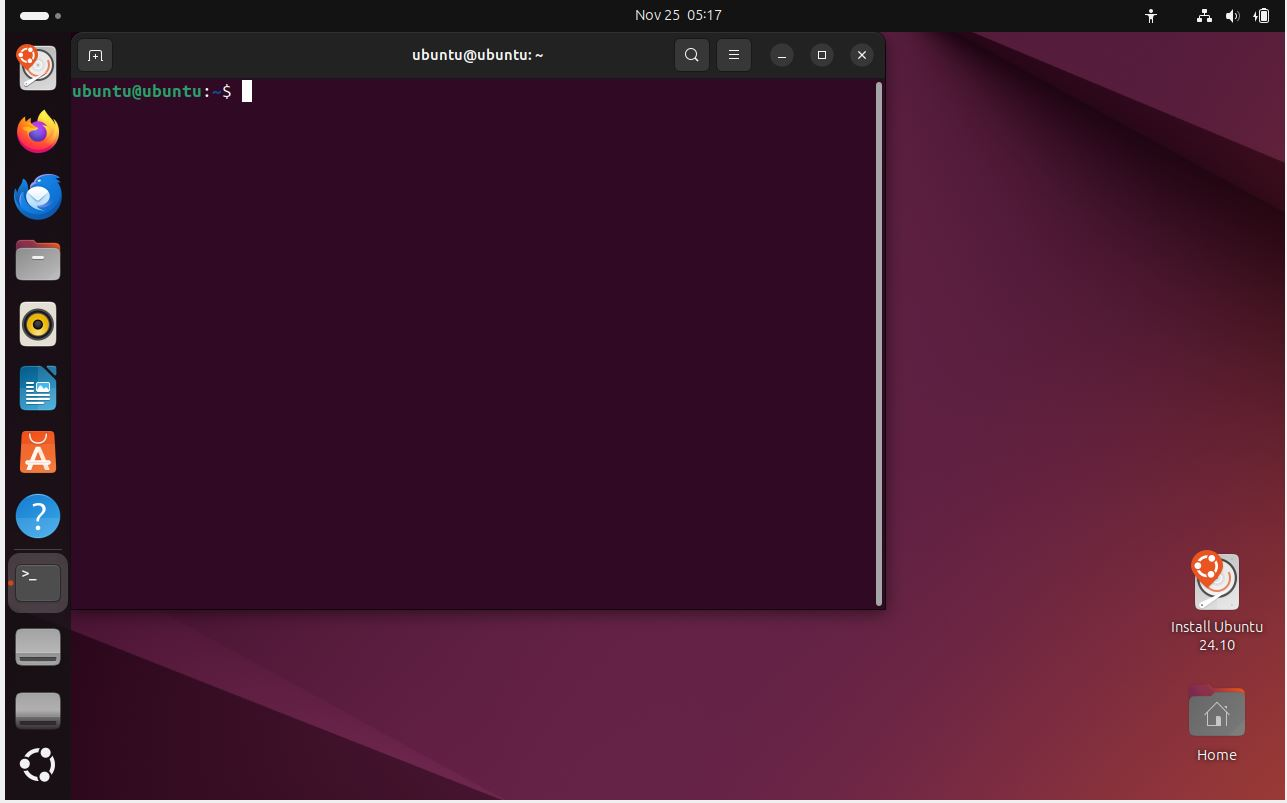 Nov 25 05:17
ubuntu@ubuntu: ~
ubuntu@ubuntu:~$
>_
Install Ubuntu
24.10
Home